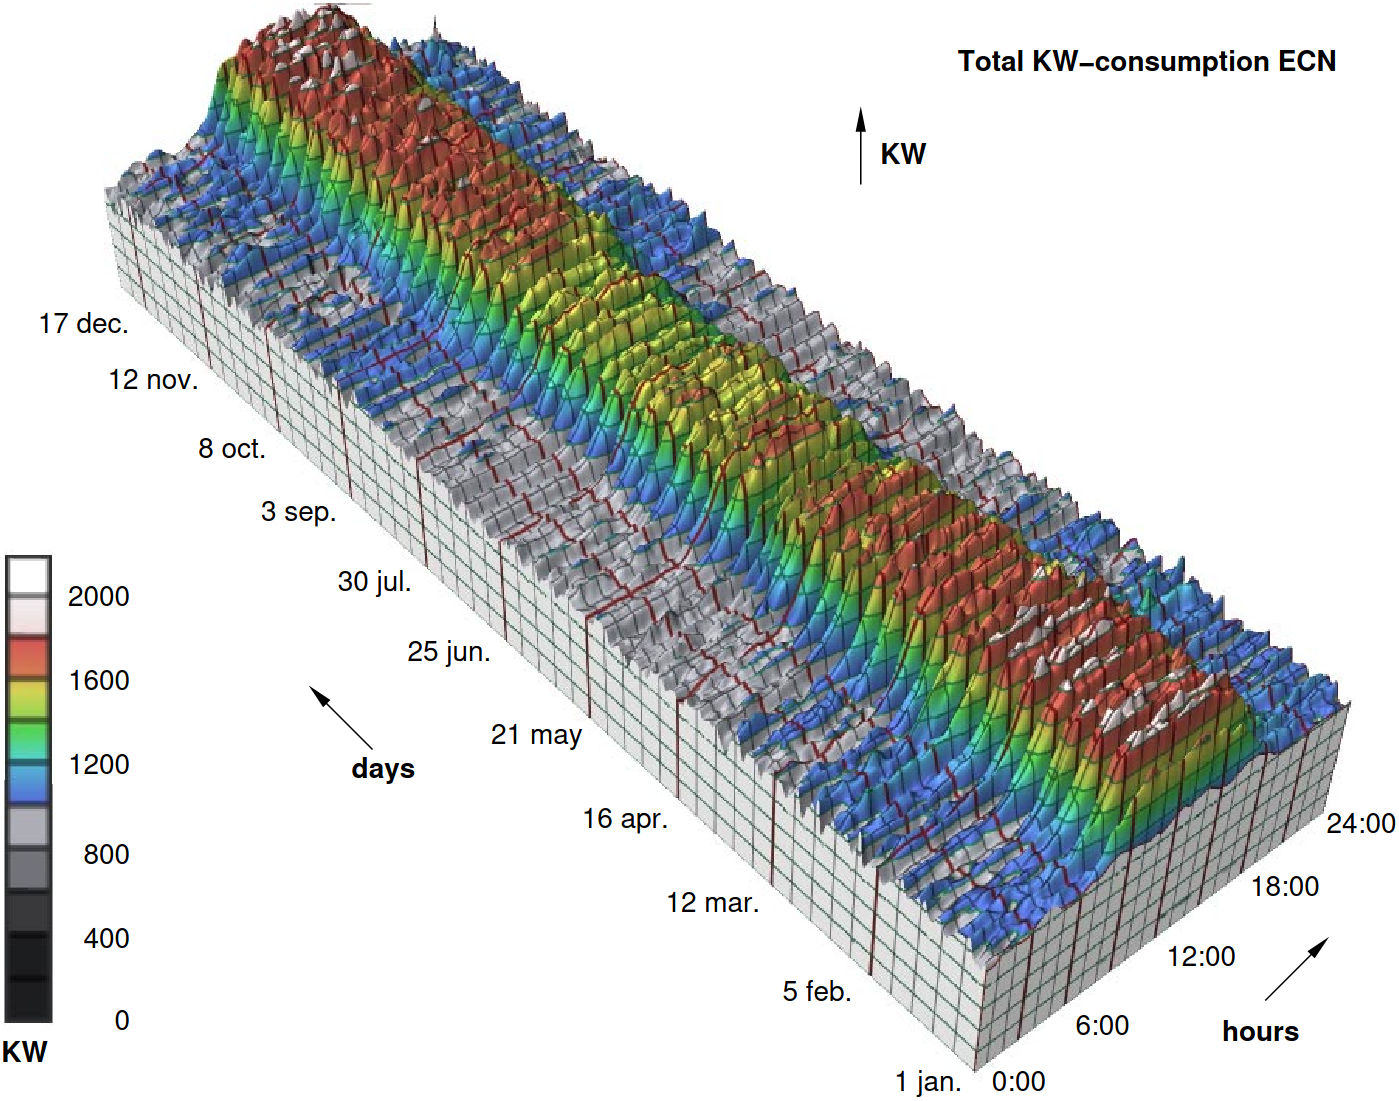 Total KW–consumption ECN
KW
17 dec.
12 nov.
8 oct.
3 sep.
30 jul.
25 jun.
21 may
16 apr.
12 mar.
5 feb.
1 jan.
days
0:00
6:00
12:00
18:00
24:00
hours
2000
1600
1200
800
400
0
KW